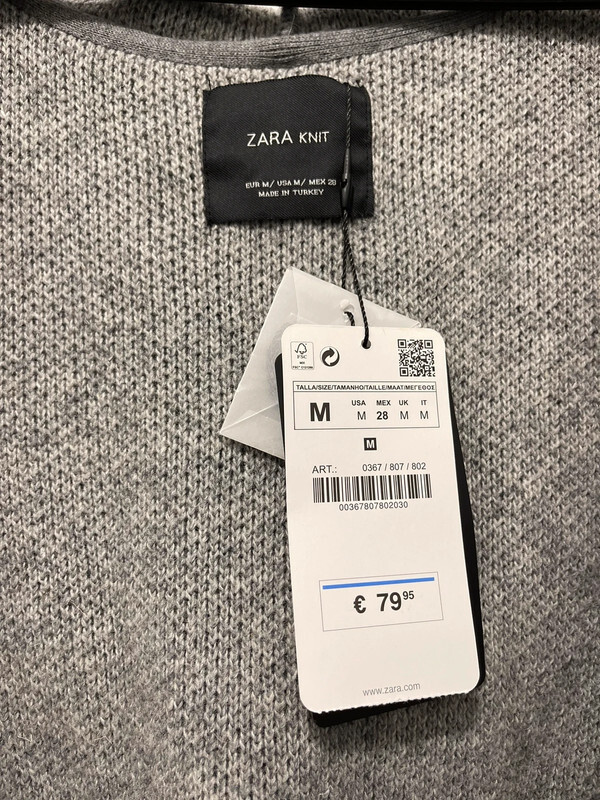 ZARA KNIT
EUR M/ USA M/ MEX 28
MADE IN TURKEY
FSC
TALLA/SIZE/TAMANHO/TAILLE/MAAT/ΜΕΓΕΘΟΣ
M
USA MEX UK IT
M 28 M M
M
ART.: 0367 / 807 / 802
00367807802030
€ 79 95
www.zara.com